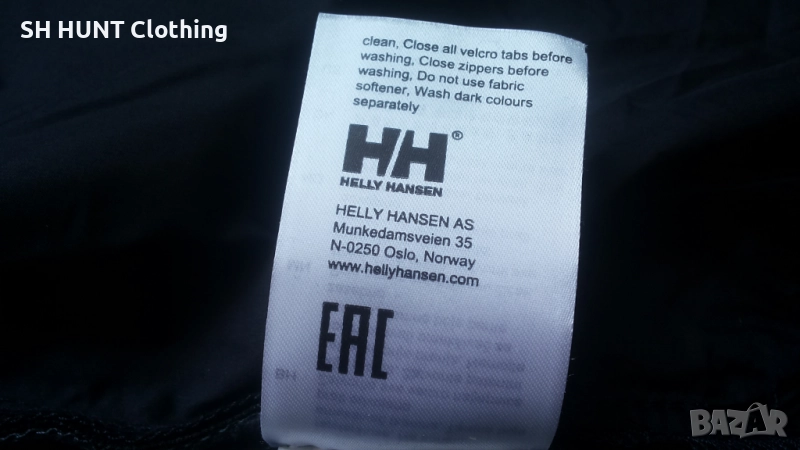 SH HUNT Clothing
clean, Close all velcro tabs before
washing, Close zippers before
washing, Do not use fabric
softener, Wash dark colours
separately
HH®
HELLY HANSEN
HELLY HANSEN AS
Munkedamsveien 35
N-0250 Oslo, Norway
www.hellyhansen.com
EAC
BAZAR